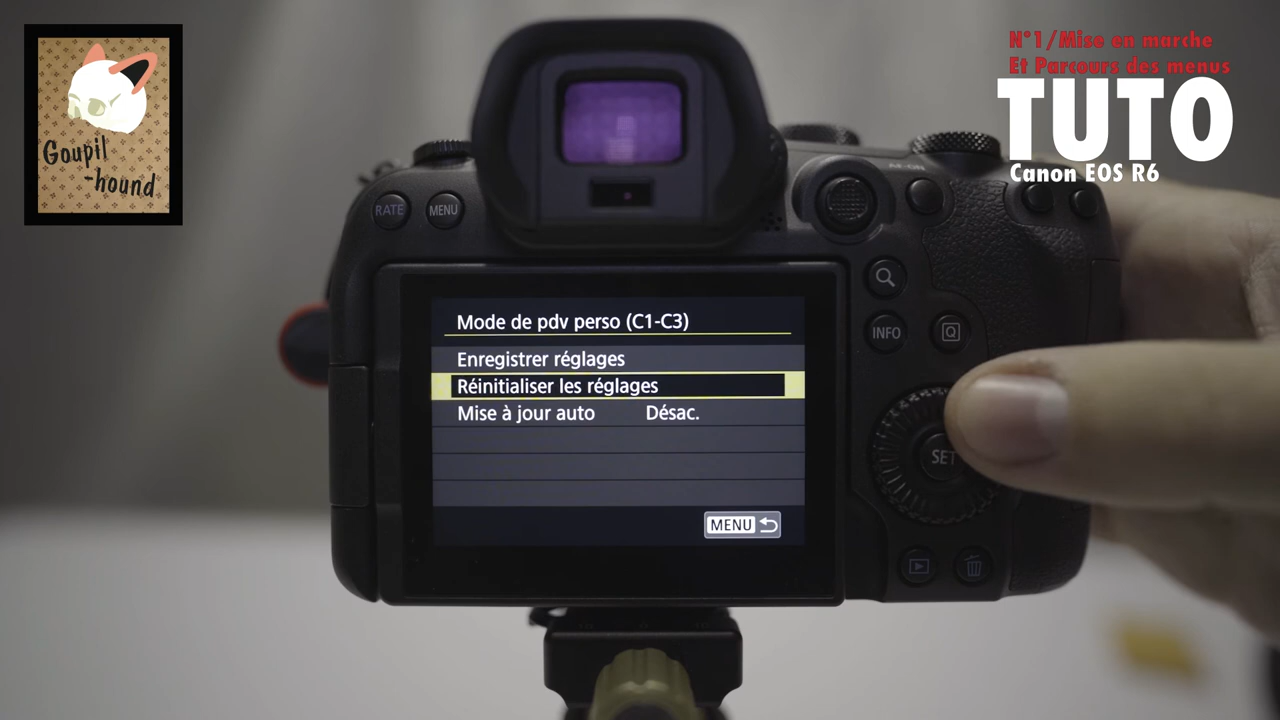 Goupil
-hound
N°1/Mise en marche
Et Parcours des menus
TUTO
Canon EOS R6
RATE
MENU
AF-ON
INFO
Q
SET
Mode de pdv perso (C1-C3)
Enregistrer réglages
Réinitialiser les réglages
Mise à jour auto Désac.
MENU